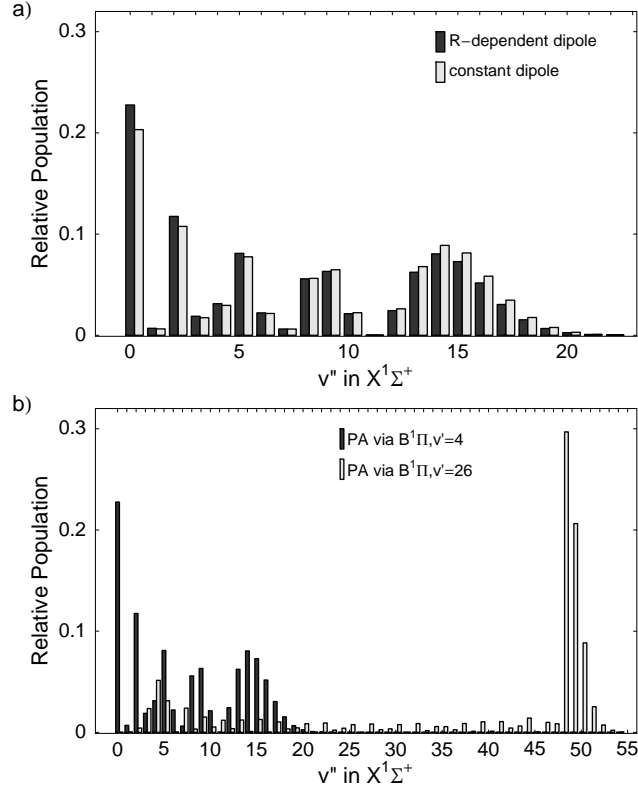 a)
0.3
0.2
0.1
0
Relative Population
R−dependent dipole
constant dipole
0 5 10 15 20
v" in X¹Σ⁺
b)
0.3
0.2
0.1
0
Relative Population
PA via B¹Π,v'=4
PA via B¹Π,v'=26
0 5 10 15 20 25 30 35 40 45 50 55
v" in X¹Σ⁺